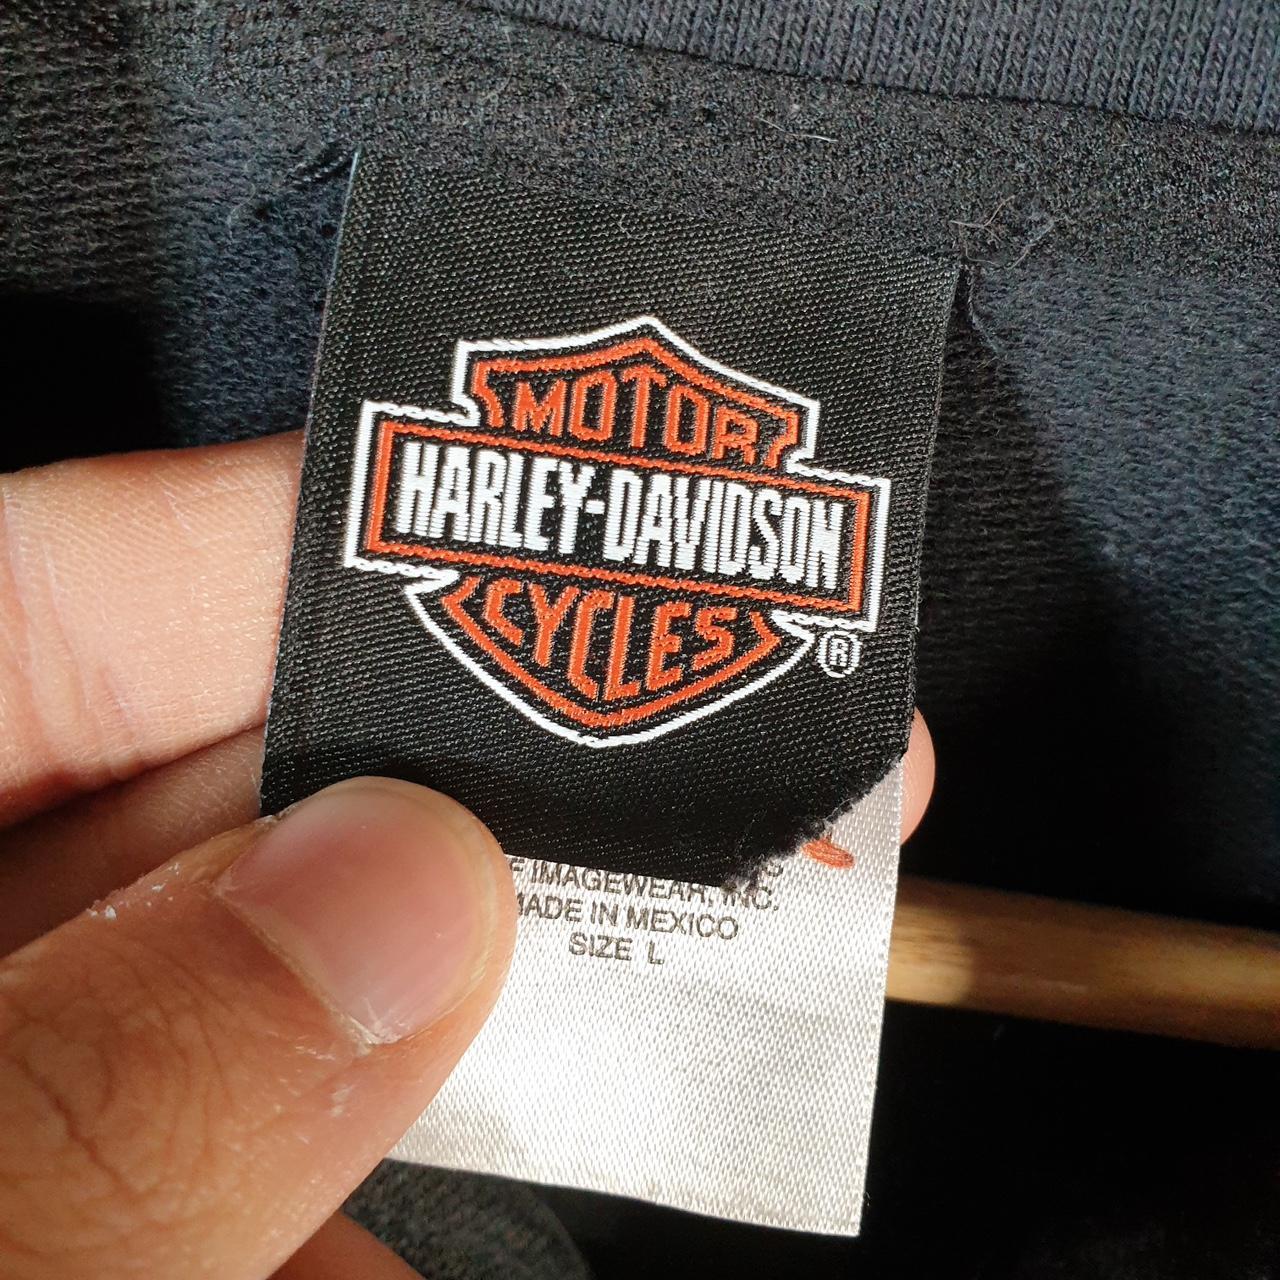 MOTOR
HARLEY-DAVIDSON
CYCLES
®
IMAGEWEAR, INC.
MADE IN MEXICO
SIZE L